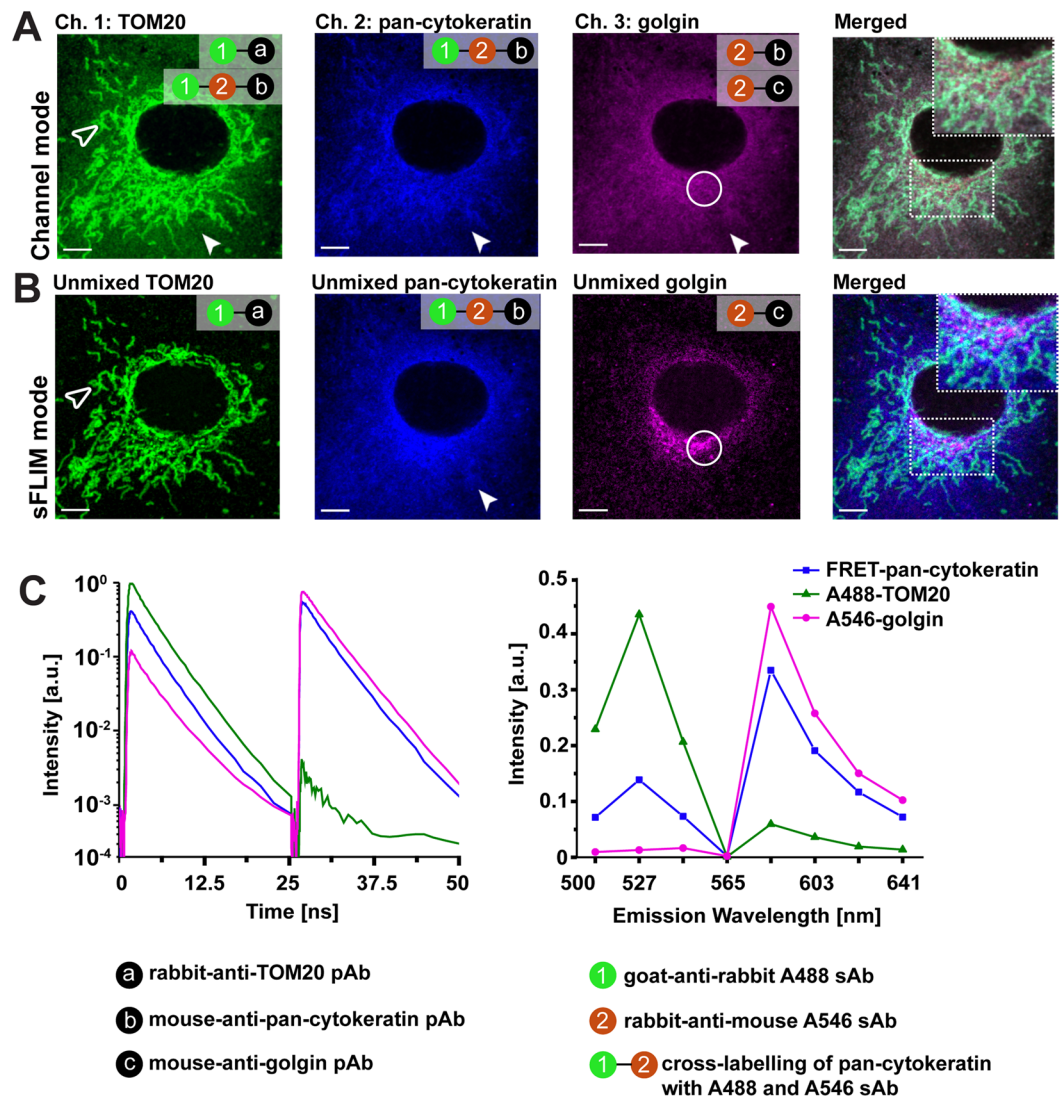 A
Ch. 1: TOM20
Ch. 2: pan-cytokeratin
Ch. 3: golgin
Merged
Channel mode
1 a
1 2 b
1 2 b
2 b
2 c
B
Unmixed TOM20
Unmixed pan-cytokeratin
Unmixed golgin
Merged
sFLIM mode
1 a
1 2 b
2 c
C
Intensity [a.u.]
10⁰
10⁻¹
10⁻²
10⁻³
10⁻⁴
0 12.5 25 37.5 50
Time [ns]
FRET-pan-cytokeratin
A488-TOM20
A546-golgin
Intensity [a.u.]
0.5
0.4
0.3
0.2
0.1
0
500 527 565 603 641
Emission Wavelength [nm]
a rabbit-anti-TOM20 pAb
b mouse-anti-pan-cytokeratin pAb
c mouse-anti-golgin pAb
1 goat-anti-rabbit A488 sAb
2 rabbit-anti-mouse A546 sAb
1 2 cross-labelling of pan-cytokeratin
with A488 and A546 sAb